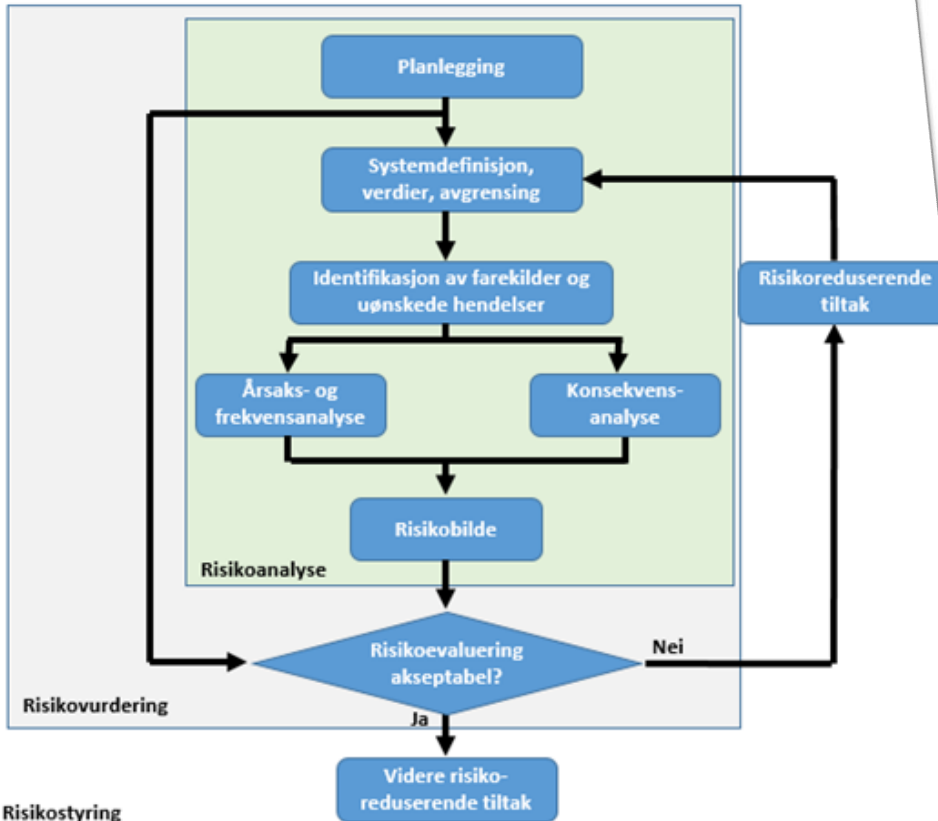 Planlegging
Systemdefinisjon,
verdier, avgrensing
Identifikasjon av farekilder og
uønskede hendelser
Risikoreduserende
tiltak
Årsaks- og
frekvensanalyse
Konsekvens-
analyse
Risikobilde
Risikoanalyse
Risikoevaluering
akseptabel?
Nei
Risikovurdering
Ja
Videre risiko-
reduserende tiltak
Risikostyring